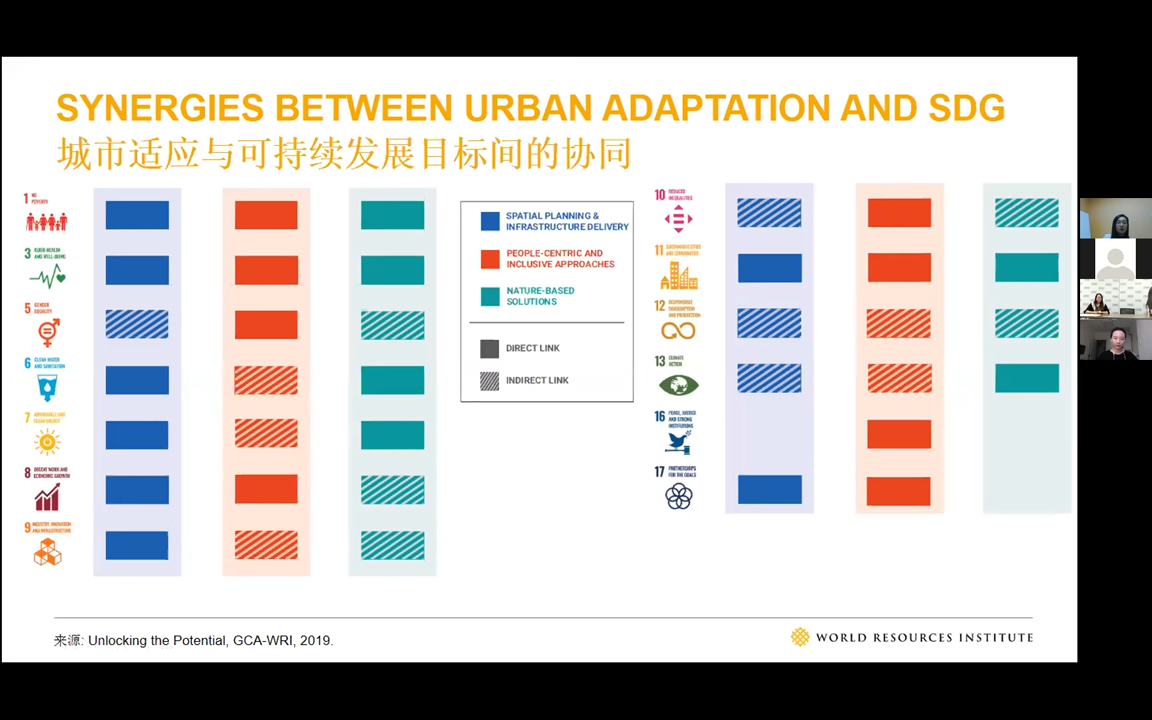 SYNERGIES BETWEEN URBAN ADAPTATION AND SDG
城市适应与可持续发展目标间的协同
1 NO
POVERTY
3 GOOD HEALTH
AND WELL-BEING
5 GENDER
EQUALITY
6 CLEAN WATER
AND SANITATION
7 AFFORDABLE AND
CLEAN ENERGY
8 DECENT WORK AND
ECONOMIC GROWTH
9 INDUSTRY, INNOVATION
AND INFRASTRUCTURE
SPATIAL PLANNING &
INFRASTRUCTURE DELIVERY
PEOPLE-CENTRIC AND
INCLUSIVE APPROACHES
NATURE-BASED
SOLUTIONS
DIRECT LINK
INDIRECT LINK
10 REDUCED
INEQUALITIES
11 SUSTAINABLE CITIES
AND COMMUNITIES
12 RESPONSIBLE
CONSUMPTION
AND PRODUCTION
13 CLIMATE
ACTION
16 PEACE, JUSTICE
AND STRONG
INSTITUTIONS
17 PARTNERSHIPS
FOR THE GOALS
来源: Unlocking the Potential, GCA-WRI, 2019.
WORLD RESOURCES INSTITUTE